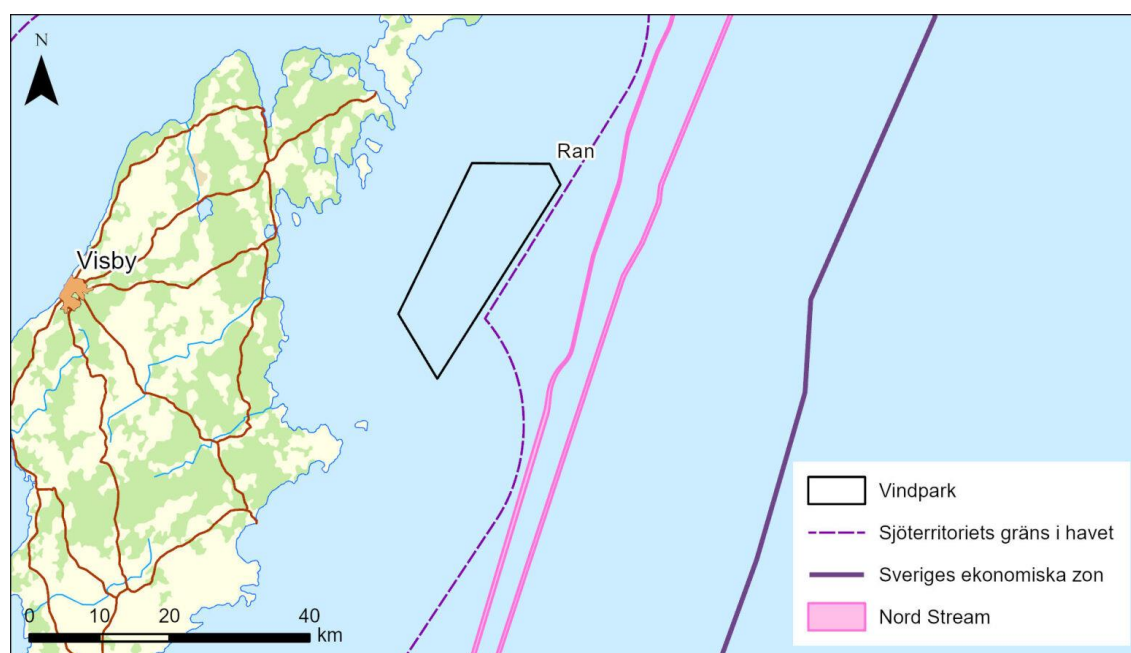 N
Ran
Visby
0 10 20 40
km
Vindpark
Sjöterritoriets gräns i havet
Sveriges ekonomiska zon
Nord Stream